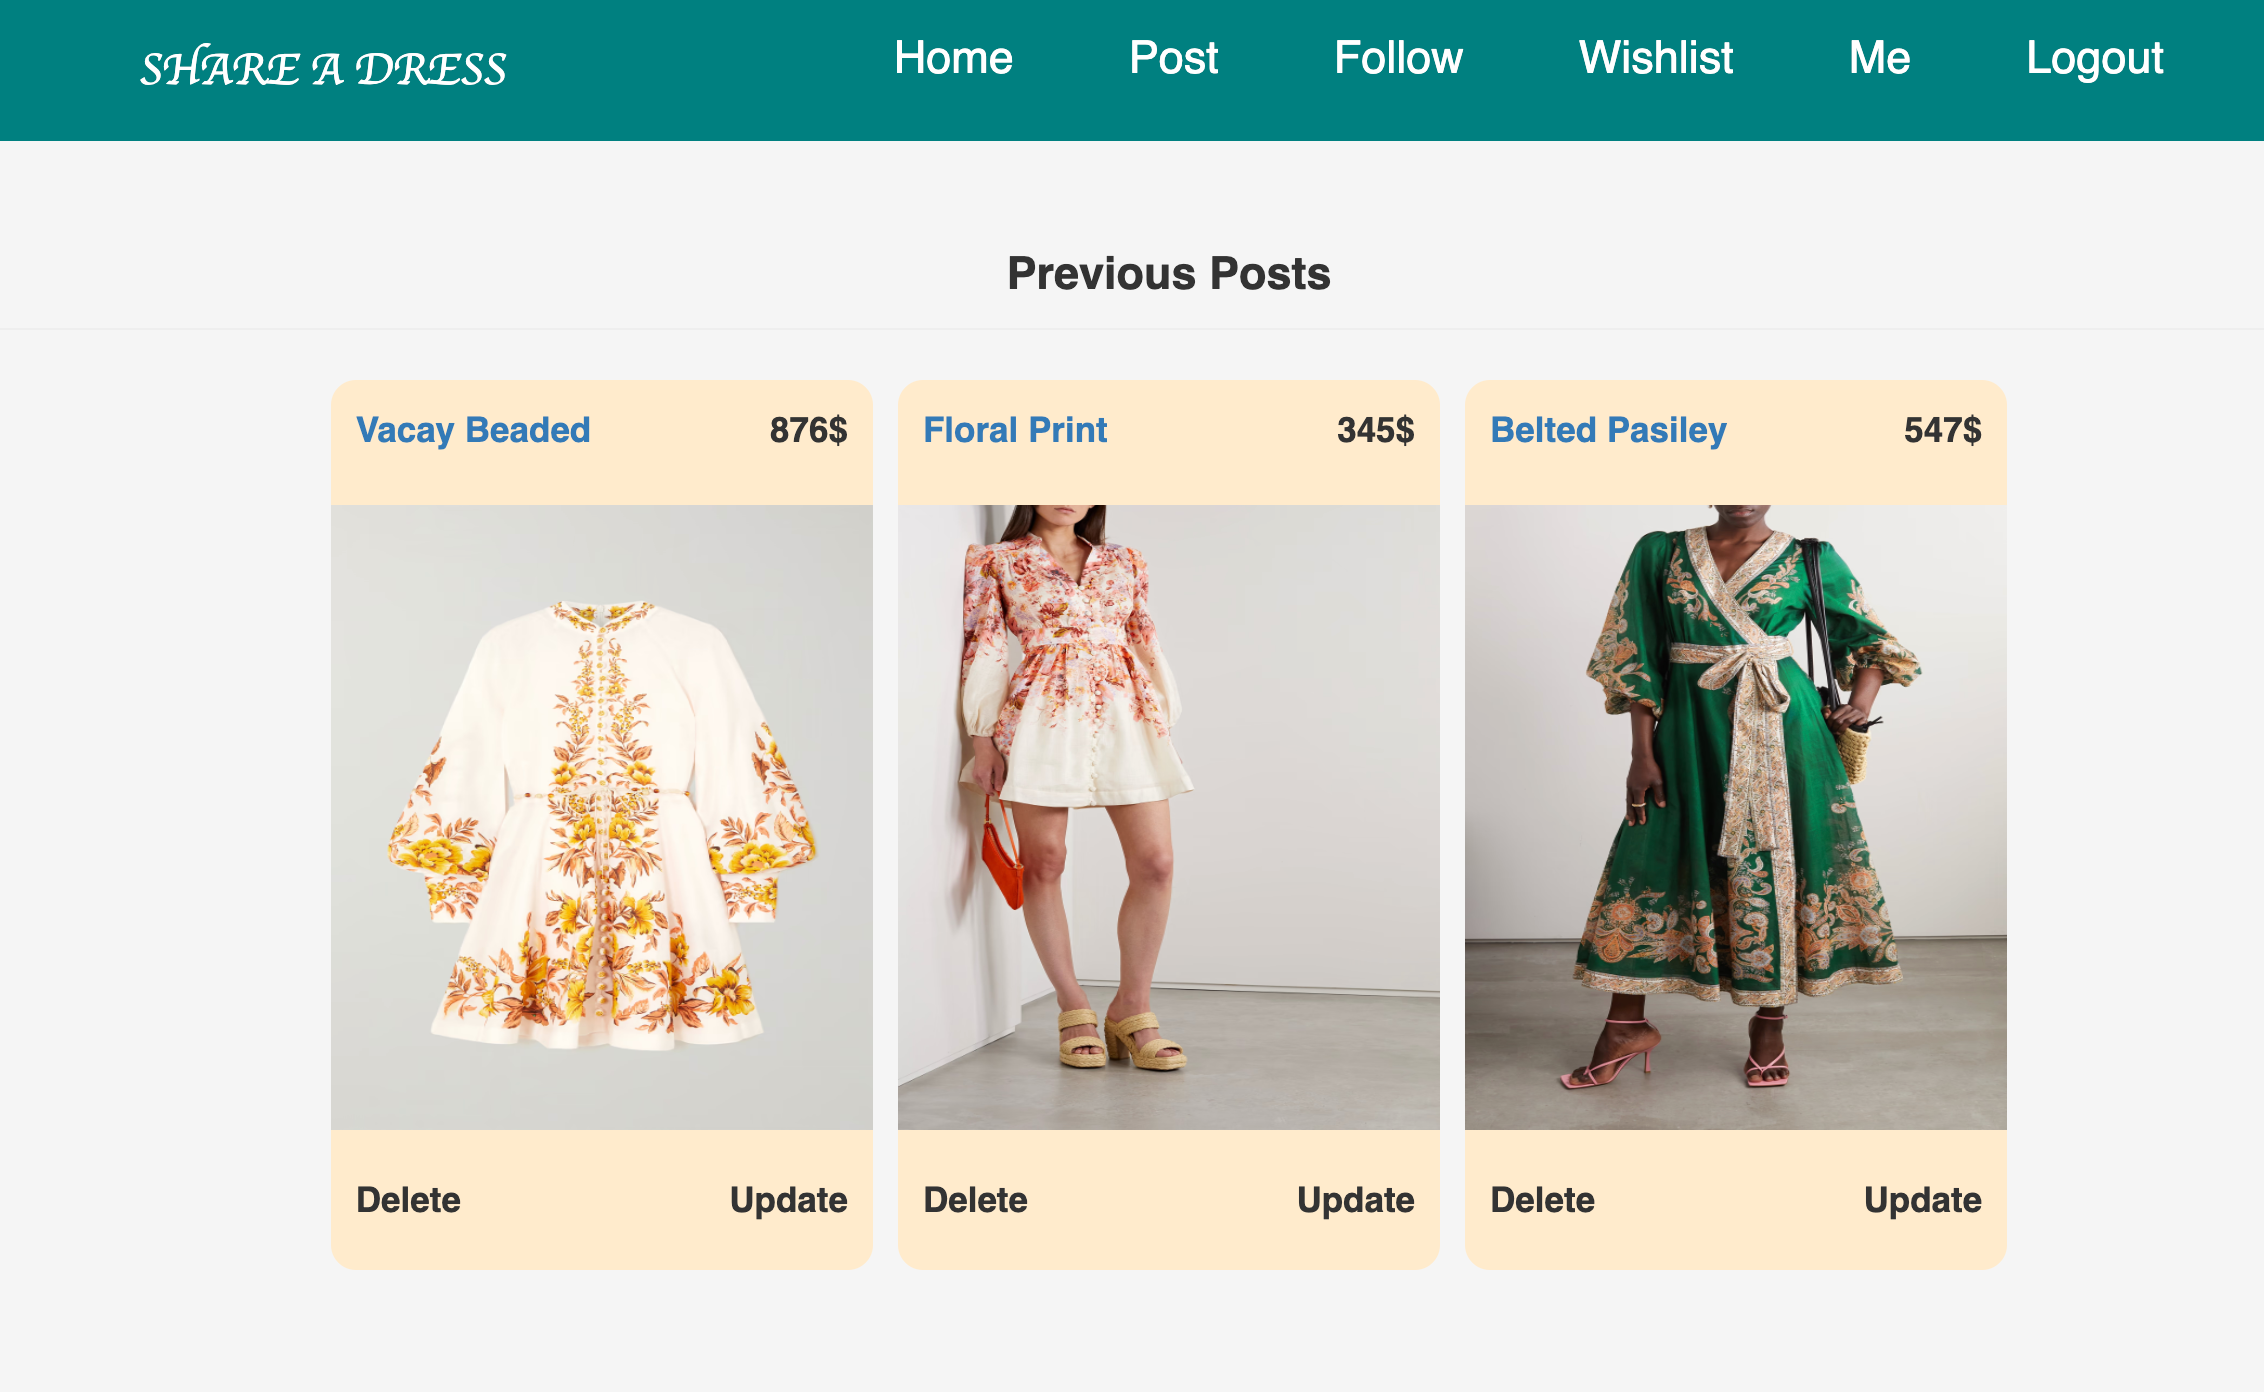 SHARE A DRESS
Home Post Follow Wishlist Me Logout
Previous Posts
Vacay Beaded 876$
Floral Print 345$
Belted Pasiley 547$
Delete Update
Delete Update
Delete Update